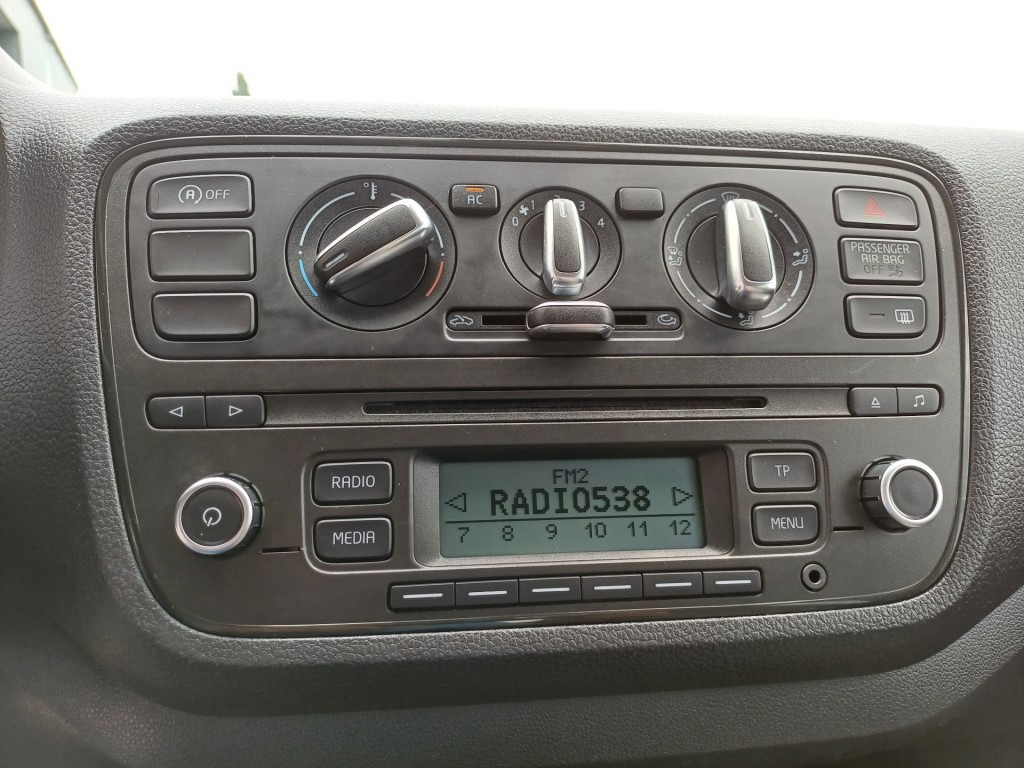 (A) OFF
AC
0 1 3 4
PASSENGER
AIR BAG
OFF
RADIO
MEDIA
FM2
RADIO538
7 8 9 10 11 12
TP
MENU